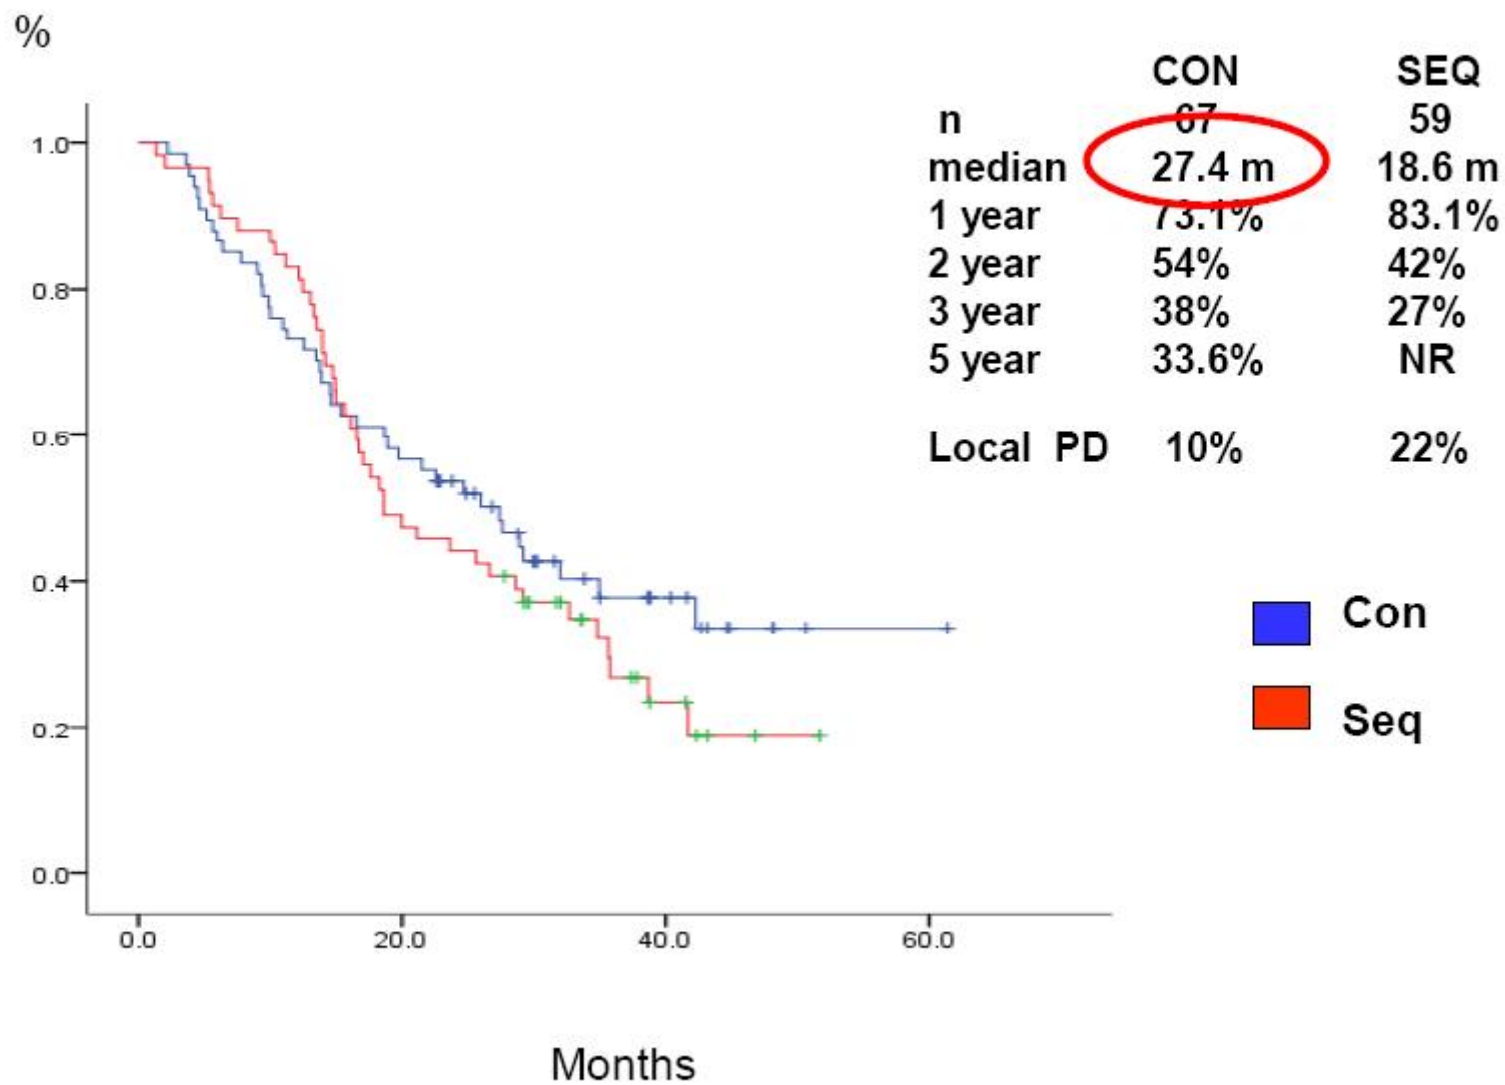 %
CON SEQ
n 67 59
median 27.4 m 18.6 m
1 year 73.1% 83.1%
2 year 54% 42%
3 year 38% 27%
5 year 33.6% NR
Local PD 10% 22%
1.0
0.8
0.6
0.4
0.2
0.0
Con
Seq
0.0 20.0 40.0 60.0
Months